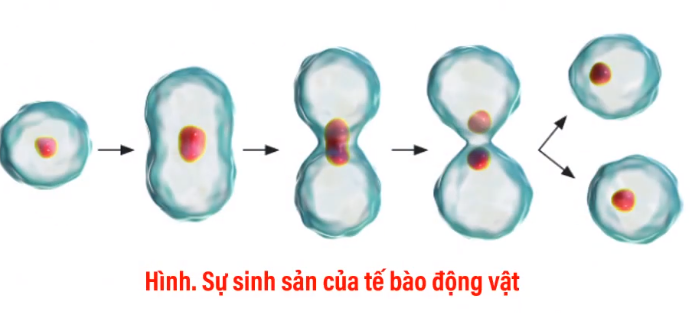 Hình. Sự sinh sản của tế bào động vật